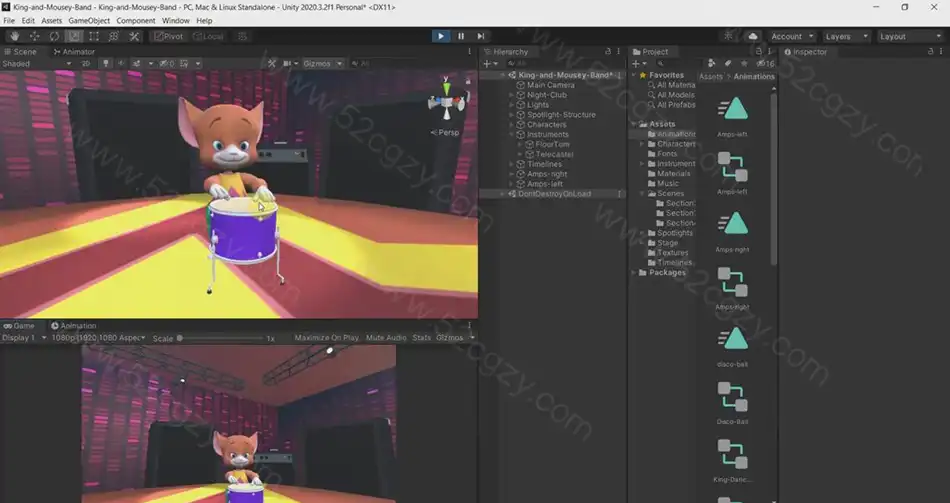 King-and-Mousey-Band - King-and-Mousey-Band - PC, Mac & Linux Standalone - Unity 2020.3.2f1 Personal* <DX11>
File Edit Assets GameObject Component Window Help
Pivot Local Account Layers Layout
Scene Animator
Shaded 2D 0 Gizmos All
y
Persp
Game Animation
Display 1 1080p (1920x1080 Aspec Scale 1x Maximize On Play Mute Audio Stats Gizmos
Hierarchy
All
King-and-Mousey-Band*
Main Camera
Night-Club
Lights
Spotlight-Structure
Characters
Instruments
FlourTom
Telecaster
Timelines
Amps-right
Amps-left
DontDestroyOnLoad
Project
16
Favorites
All Materia
All Models
All Prefabs
Assets
Animations
Character
Fonts
Instrument
Materials
Music
Scenes
Section
Section
Section
Spotlights
Stage
Textures
Timelines
Packages
Assets > Animations
Amps-left
Amps-left
Amps-right
Amps-right
disco-ball
Disco-Ball
King-Danc...
Inspector
www.52cgzy.com